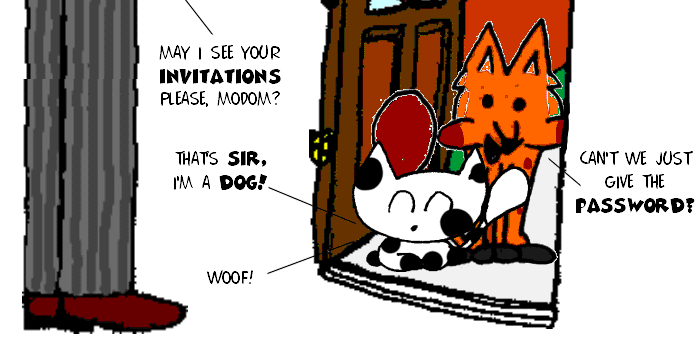 MAY I SEE YOUR
INVITATIONS
PLEASE, MODOM?
THAT'S SIR,
I'M A DOG!
WOOF!
CAN'T WE JUST
GIVE THE
PASSWORD?